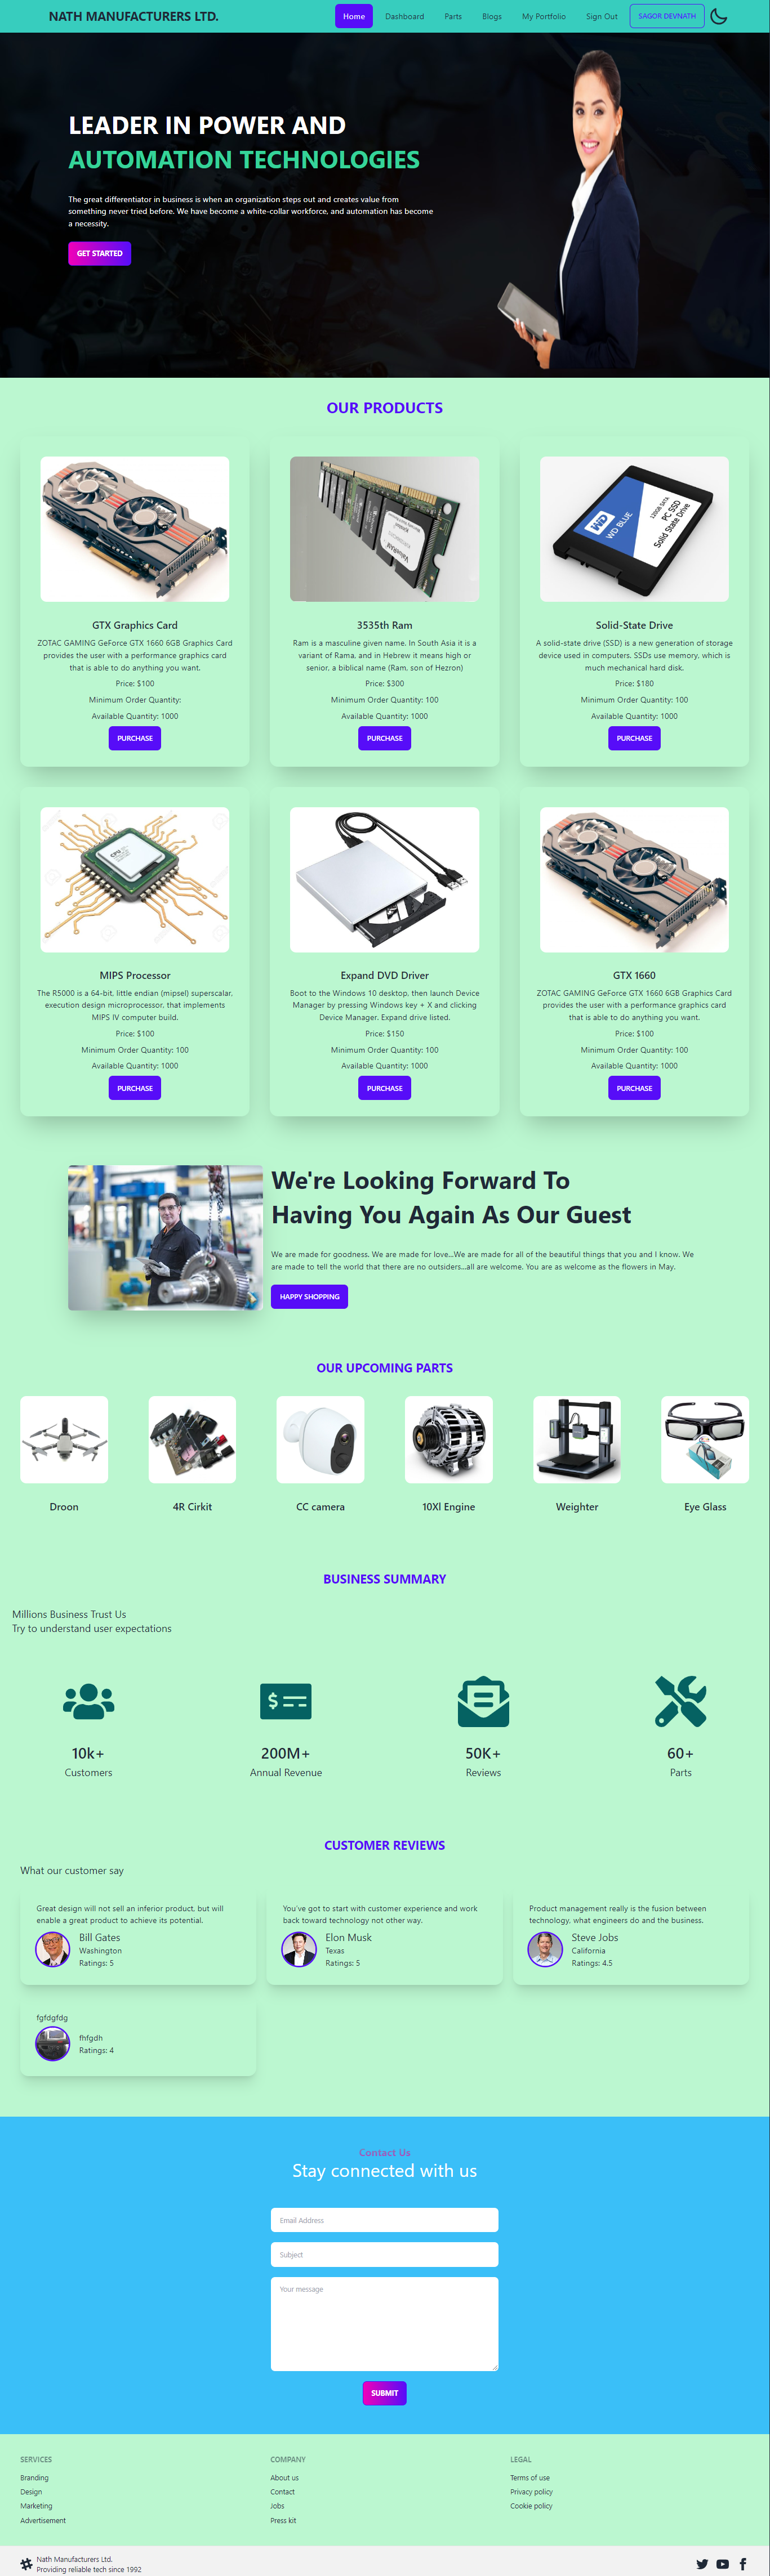 NATH MANUFACTURERS LTD.
Home
Dashboard
Parts
Blogs
My Portfolio
Sign Out
SAGOR DEVNATH
LEADER IN POWER AND
AUTOMATION TECHNOLOGIES
The great differentiator in business is when an organization steps out and creates value from
something never tried before. We have become a white-collar workforce, and automation has become
a necessity.
GET STARTED
OUR PRODUCTS
GTX Graphics Card
ZOTAC GAMING GeForce GTX 1660 6GB Graphics Card
provides the user with a performance graphics card
that is able to do anything you want.
Price: $100
Minimum Order Quantity:
Available Quantity: 1000
PURCHASE
ValueRAM
3535th Ram
Ram is a masculine given name. In South Asia it is a
variant of Rama, and in Hebrew it means high or
senior, a biblical name (Ram, son of Hezron)
Price: $300
Minimum Order Quantity: 100
Available Quantity: 1000
PURCHASE
WD
WD BLUE
120GB SATA
PC SSD
Solid State Drive
Solid-State Drive
A solid-state drive (SSD) is a new generation of storage
device used in computers. SSDs use memory, which is
much mechanical hard disk.
Price: $180
Minimum Order Quantity: 100
Available Quantity: 1000
PURCHASE
CPU
MIPS Processor
The R5000 is a 64-bit, little endian (mipsel) superscalar,
execution design microprocessor, that implements
MIPS IV computer build.
Price: $100
Minimum Order Quantity: 100
Available Quantity: 1000
PURCHASE
Expand DVD Driver
Boot to the Windows 10 desktop, then launch Device
Manager by pressing Windows key + X and clicking
Device Manager. Expand drive listed.
Price: $150
Minimum Order Quantity: 100
Available Quantity: 1000
PURCHASE
GTX 1660
ZOTAC GAMING GeForce GTX 1660 6GB Graphics Card
provides the user with a performance graphics card
that is able to do anything you want.
Price: $100
Minimum Order Quantity: 100
Available Quantity: 1000
PURCHASE
We're Looking Forward To
Having You Again As Our Guest
We are made for goodness. We are made for love...We are made for all of the beautiful things that you and I know. We
are made to tell the world that there are no outsiders...all are welcome. You are as welcome as the flowers in May.
HAPPY SHOPPING
OUR UPCOMING PARTS
Droon
4R Cirkit
CC camera
10Xl Engine
Weighter
Eye Glass
BUSINESS SUMMARY
Millions Business Trust Us
Try to understand user expectations
10k+
Customers
200M+
Annual Revenue
50K+
Reviews
60+
Parts
CUSTOMER REVIEWS
What our customer say
Great design will not sell an inferior product, but will
enable a great product to achieve its potential.
Bill Gates
Washington
Ratings: 5
You've got to start with customer experience and work
back toward technology not other way.
Elon Musk
Texas
Ratings: 5
Product management really is the fusion between
technology, what engineers do and the business.
Steve Jobs
California
Ratings: 4.5
fgfdgfdg
fhfgdh
Ratings: 4
Contact Us
Stay connected with us
Email Address
Subject
Your message
SUBMIT
SERVICES
Branding
Design
Marketing
Advertisement
COMPANY
About us
Contact
Jobs
Press kit
LEGAL
Terms of use
Privacy policy
Cookie policy
Nath Manufacturers Ltd.
Providing reliable tech since 1992